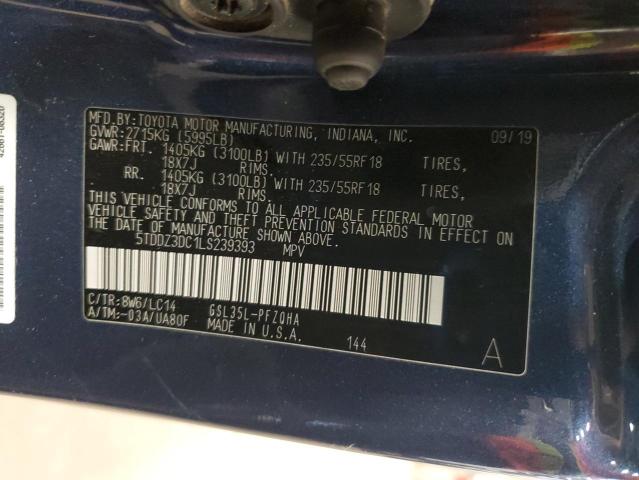 MFD.BY:TOYOTA MOTOR MANUFACTURING, INDIANA, INC. 09/19
GVWR:2715KG (5985LB)
GAWR:FRT. 1405KG (3100LB) WITH 235/55RF18 TIRES,
18X7J RIMS.
RR. 1405KG (3100LB) WITH 235/55RF18 TIRES,
18X7J RIMS.
THIS VEHICLE CONFORMS TO ALL APPLICABLE FEDERAL MOTOR
VEHICLE SAFETY AND THEFT PREVENTION STANDARDS IN EFFECT ON
THE DATE OF MANUFACTURE SHOWN ABOVE.
5TDDZ3DC1LS239393 MPV
C/TR:8W6/LC14 GSL35L-PFZQHA
A/TM:-03A/UA80F MADE IN U.S.A. 144 A